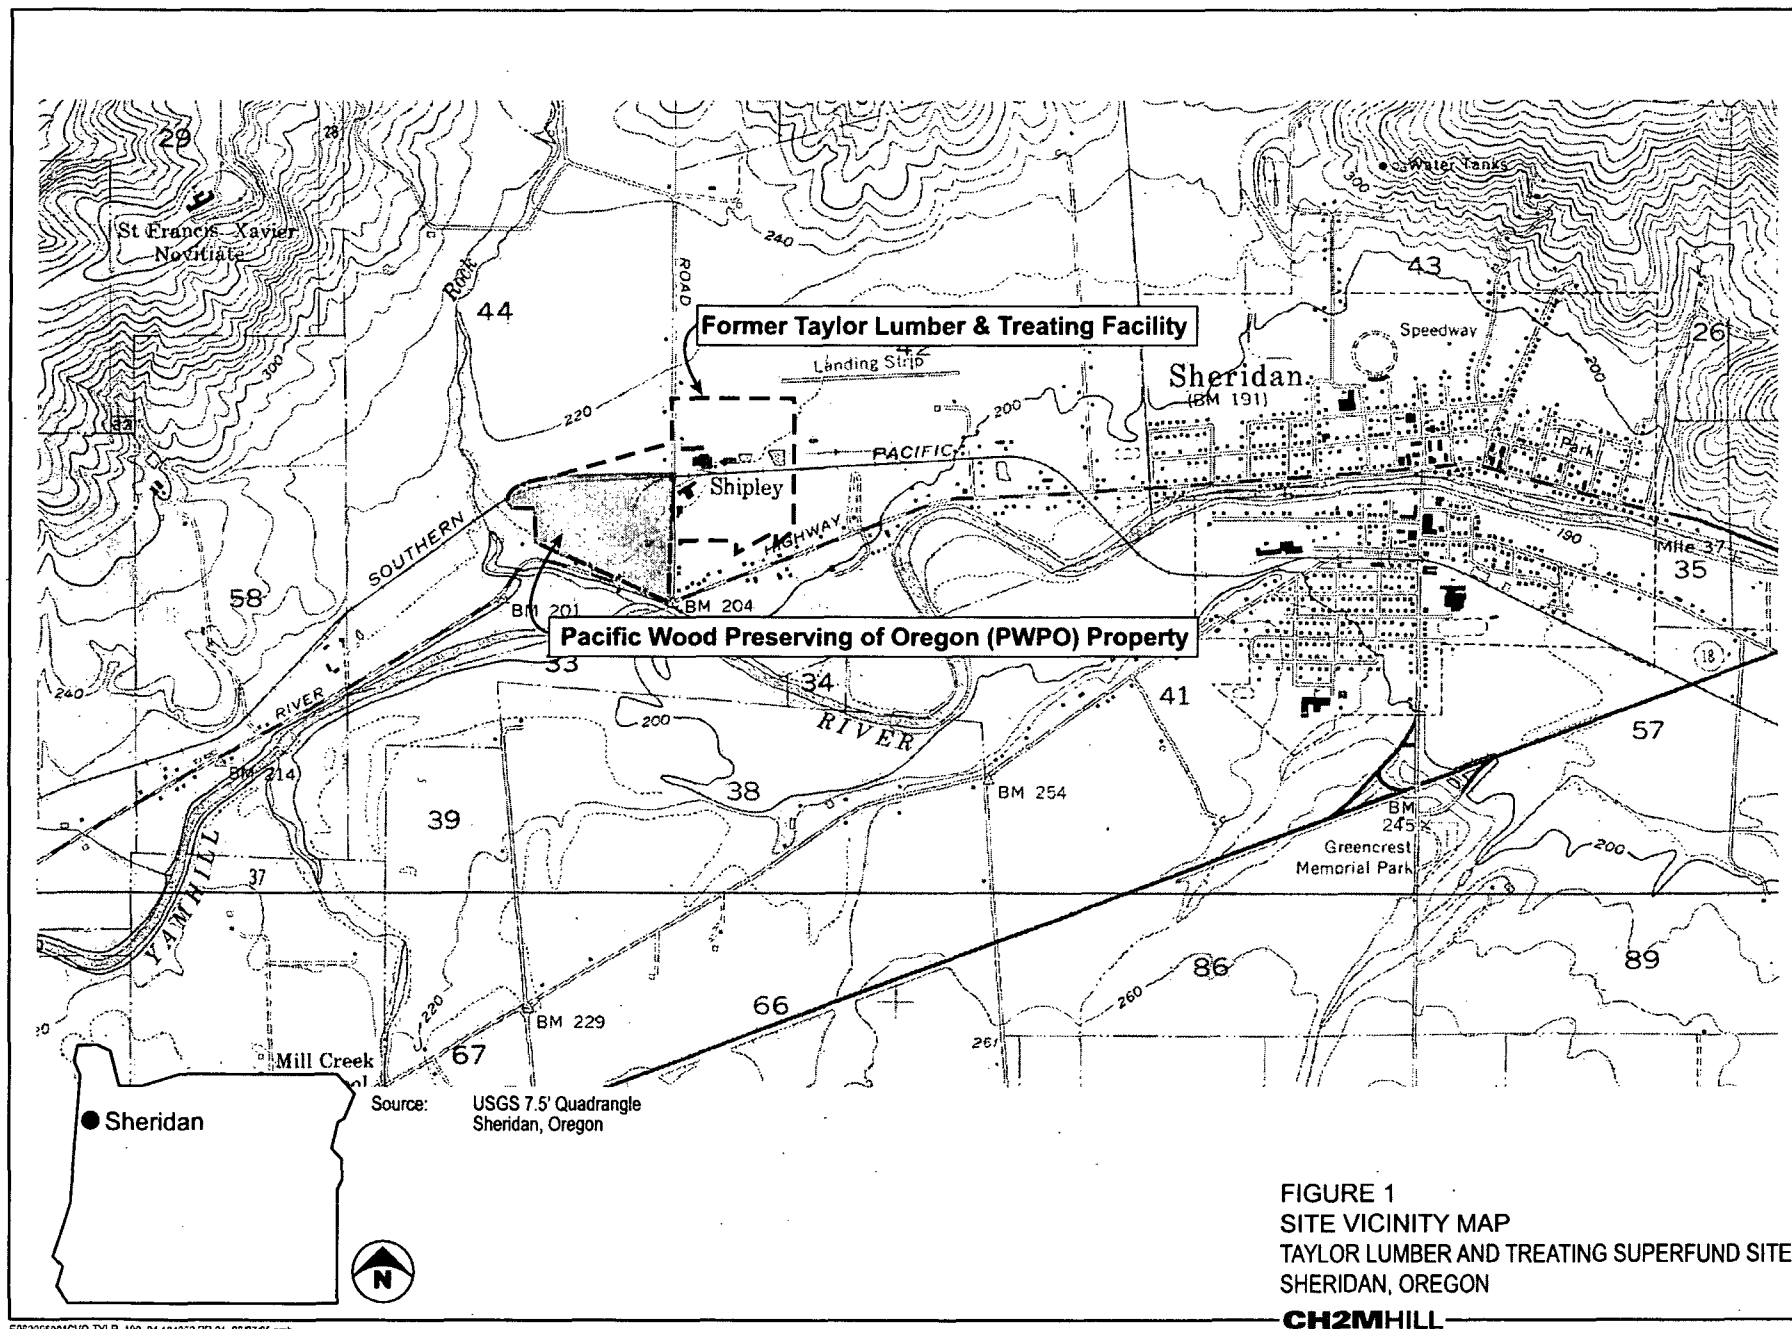 29
28
Water Tanks
300
St Francis Xavier
Novitiate
240
ROAD
43
Rock
44
Former Taylor Lumber & Treating Facility
Speedway
26
42
Landing Strip
300
Sheridan
(BM 191)
200
220
200
32
PACIFIC
Park
Shipley
SOUTHERN
HIGHWAY
190
Mile 37
35
58
BM 201
BM 204
Pacific Wood Preserving of Oregon (PWPO) Property
33
18
240
34
41
RIVER
200
RIVER
57
BM 214
38
BM 254
39
BM
245
Greencrest
Memorial Park
200
YAMHILL
37
86
89
66
260
220
BM 229
261
67
Mill Creek
Source: USGS 7.5' Quadrangle
Sheridan, Oregon
Sheridan
N
FIGURE 1
SITE VICINITY MAP
TAYLOR LUMBER AND TREATING SUPERFUND SITE
SHERIDAN, OREGON
CH2MHILL